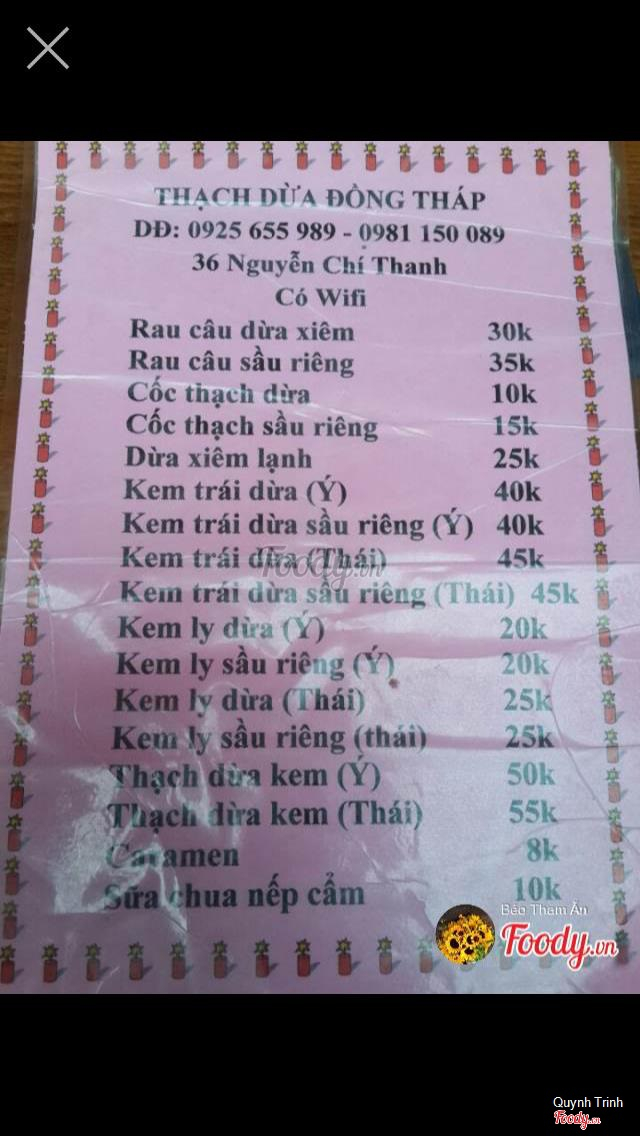 THẠCH DỪA ĐỒNG THÁP
DĐ: 0925 655 989 - 0981 150 089
36 Nguyễn Chí Thanh
Có Wifi
Rau câu dừa xiêm 30k
Rau câu sầu riêng 35k
Cốc thạch dừa 10k
Cốc thạch sầu riêng 15k
Dừa xiêm lạnh 25k
Kem trái dừa (Ý) 40k
Kem trái dừa sầu riêng (Ý) 40k
Kem trái dừa (Thái) 45k
Foody.vn
Kem trái dừa sầu riêng (Thái) 45k
Kem ly dừa (Ý) 20k
Kem ly sầu riêng (Ý) 20k
Kem ly dừa (Thái) 25k
Kem ly sầu riêng (thái) 25k
Thạch dừa kem (Ý) 50k
Thạch dừa kem (Thái) 55k
Caramen 8k
Sữa chua nếp cẩm 10k
Béo Tham Ăn
Foody.vn
Quynh Trinh
Foody.vn